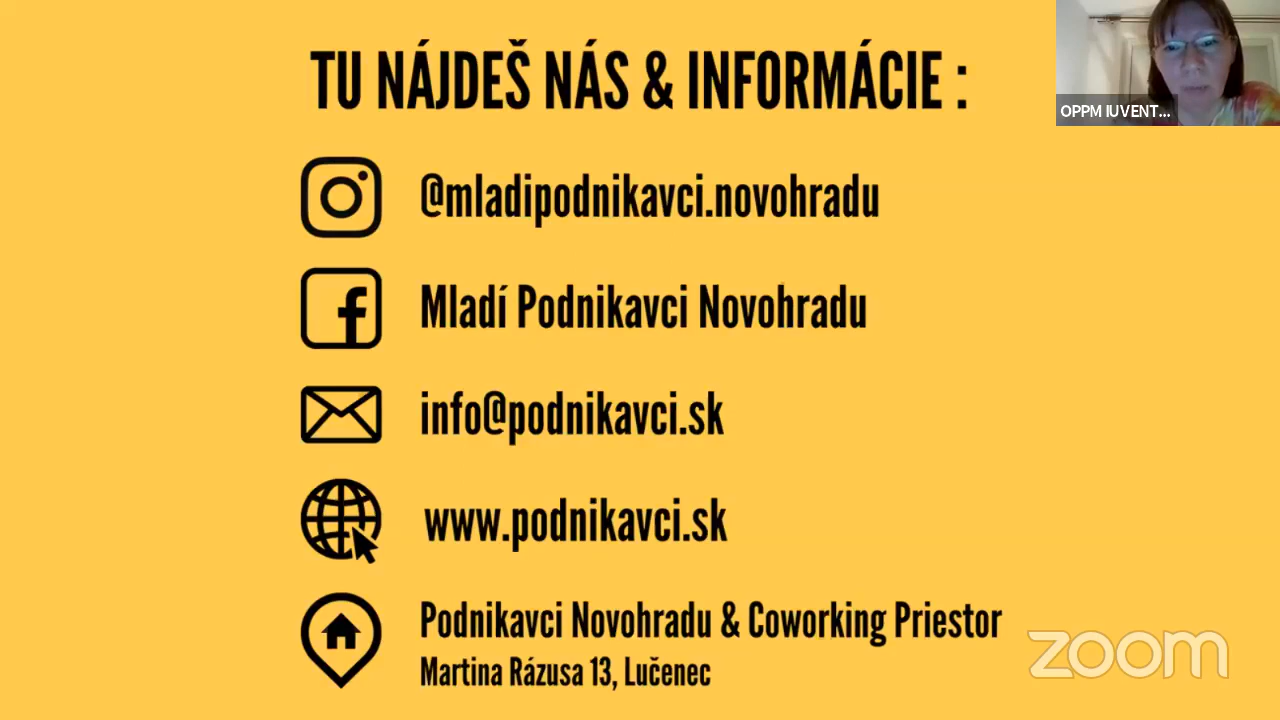 TU NÁJDEŠ NÁS & INFORMÁCIE :
OPPM IUVENT...
@mladipodnikavci.novohradu
Mladí Podnikavci Novohradu
info@podnikavci.sk
www.podnikavci.sk
Podnikavci Novohradu & Coworking Priestor
Martina Rázusa 13, Lučenec
zoom